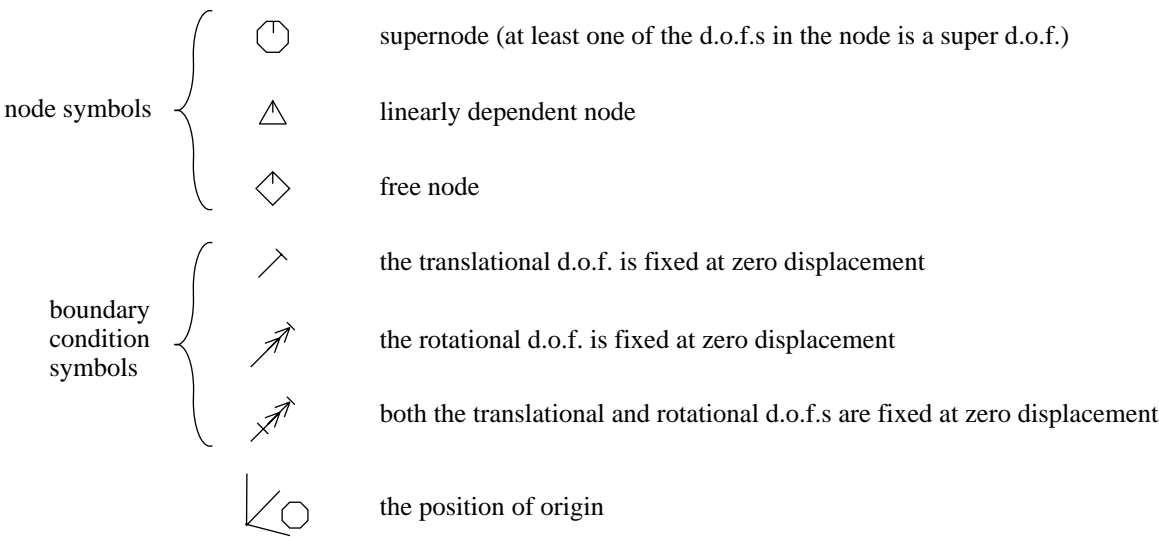 supernode (at least one of the d.o.f.s in the node is a super d.o.f.)
node symbols
linearly dependent node
free node
the translational d.o.f. is fixed at zero displacement
boundary
condition
symbols
the rotational d.o.f. is fixed at zero displacement
both the translational and rotational d.o.f.s are fixed at zero displacement
the position of origin